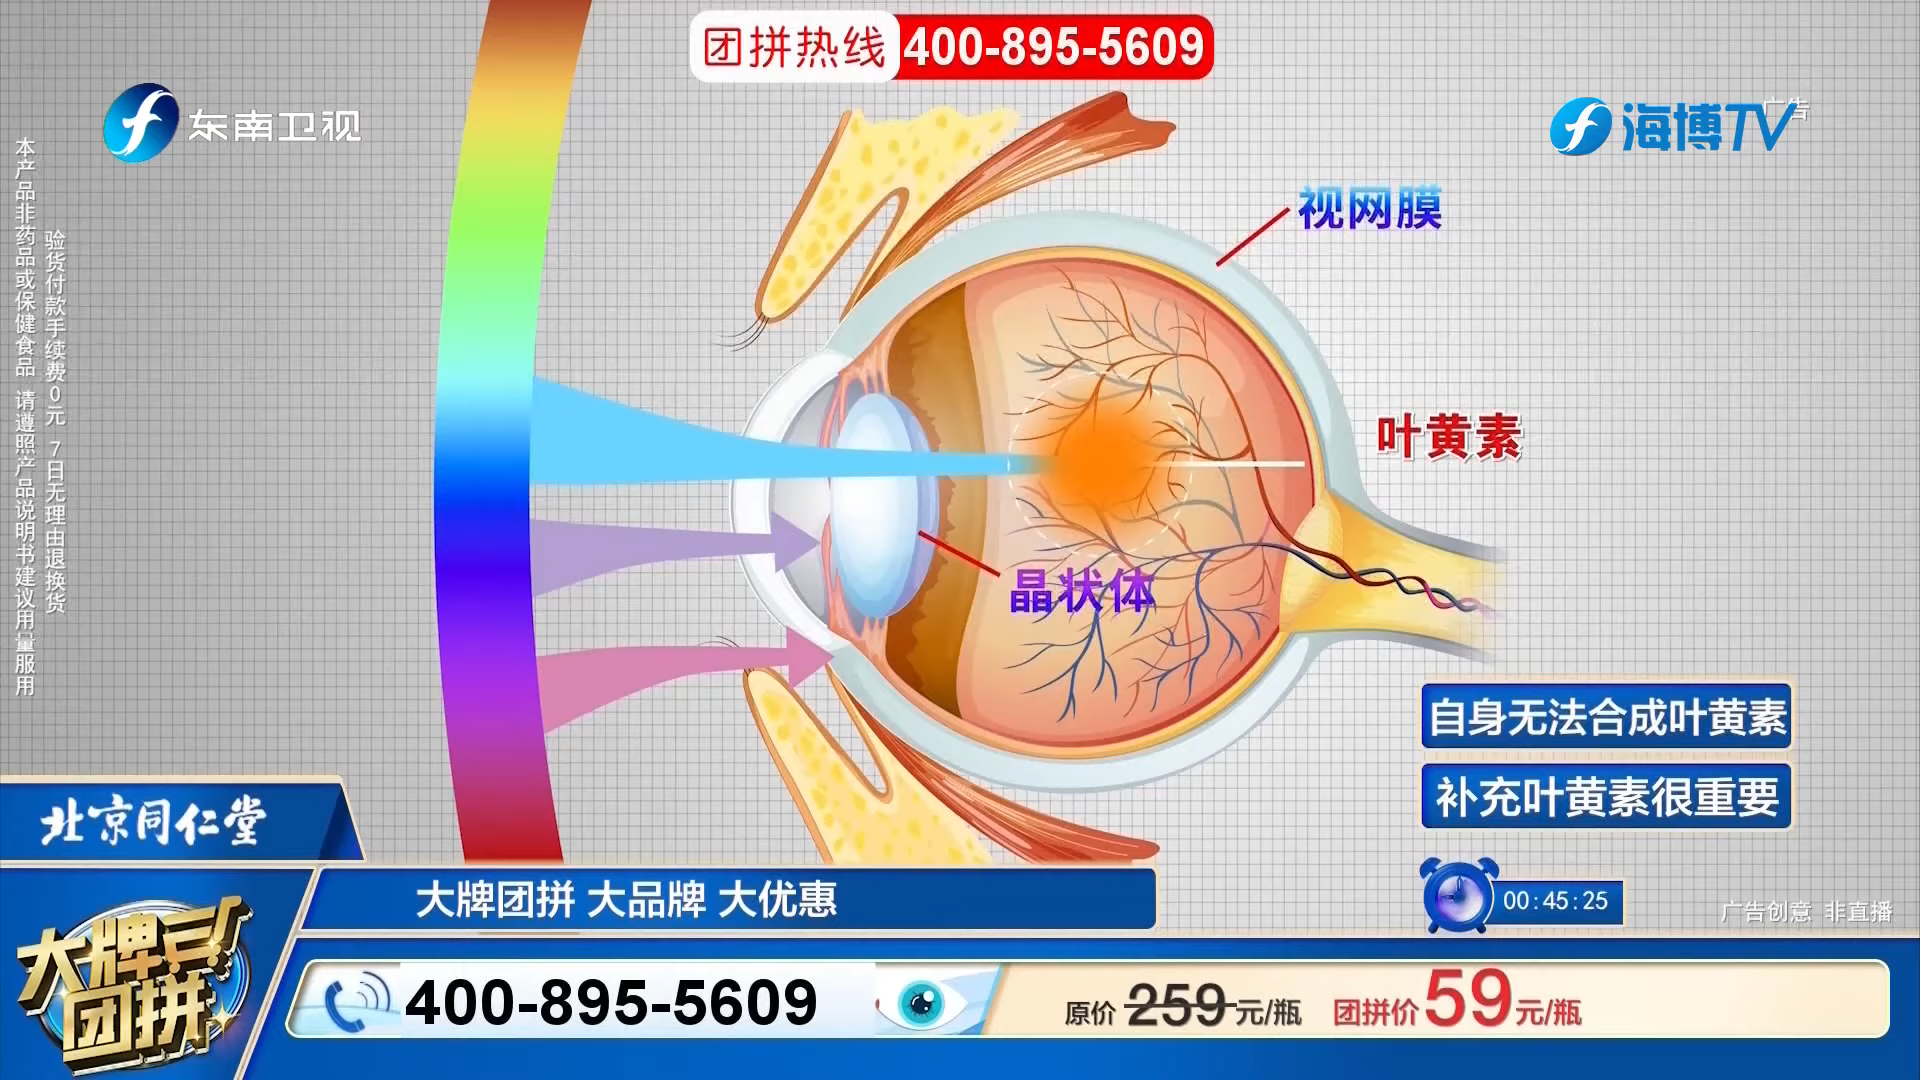 团拼热线 400-895-5609
东南卫视
海博TV
广告
本产品非药品或保健食品 请遵照产品说明书建议用量服用
验货付款手续费0元 7日无理由退换货
视网膜
叶黄素
晶状体
自身无法合成叶黄素
补充叶黄素很重要
北京同仁堂
大牌团拼 大品牌 大优惠
00:45:25
广告创意 非直播
大牌
团拼
400-895-5609
原价 259元/瓶 团拼价59元/瓶